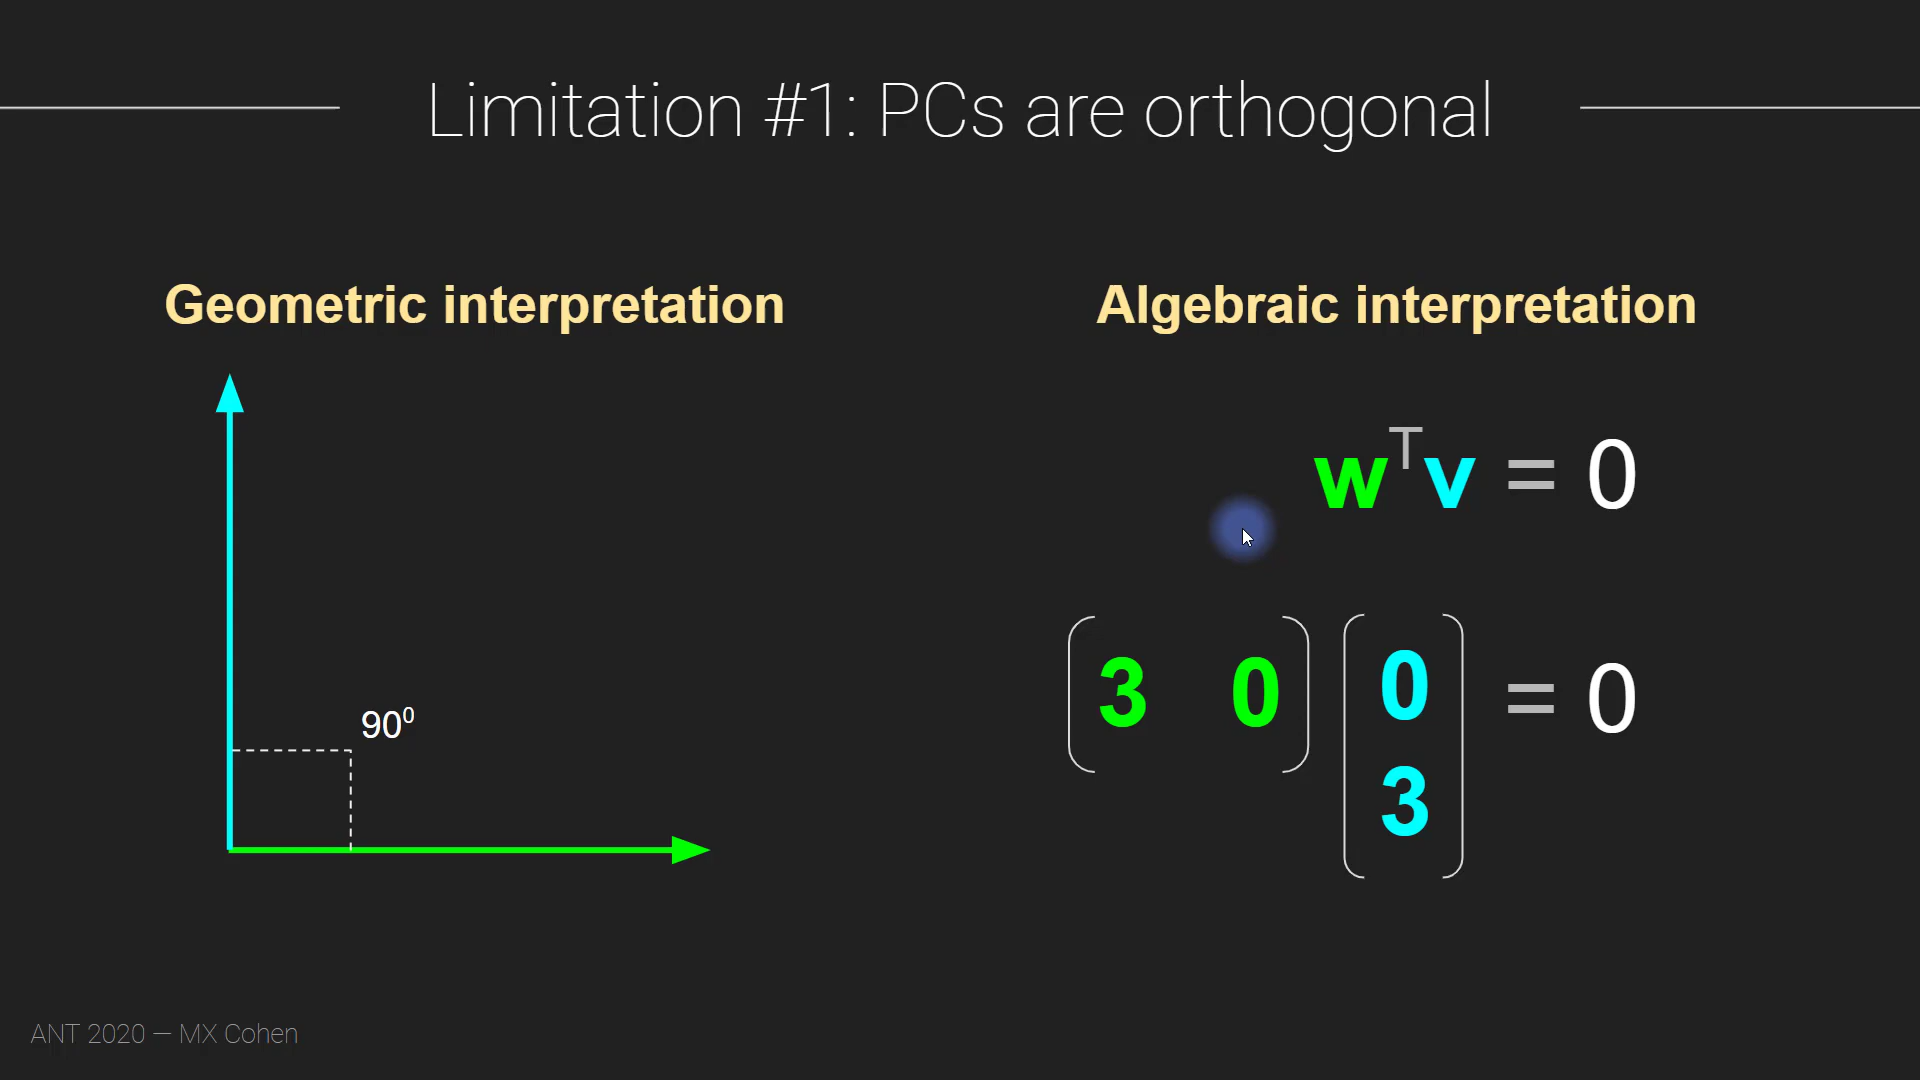 Limitation #1: PCs are orthogonal
Geometric interpretation
90⁰
Algebraic interpretation
wᵀv = 0
3 0 0 = 0
3
ANT 2020 — MX Cohen